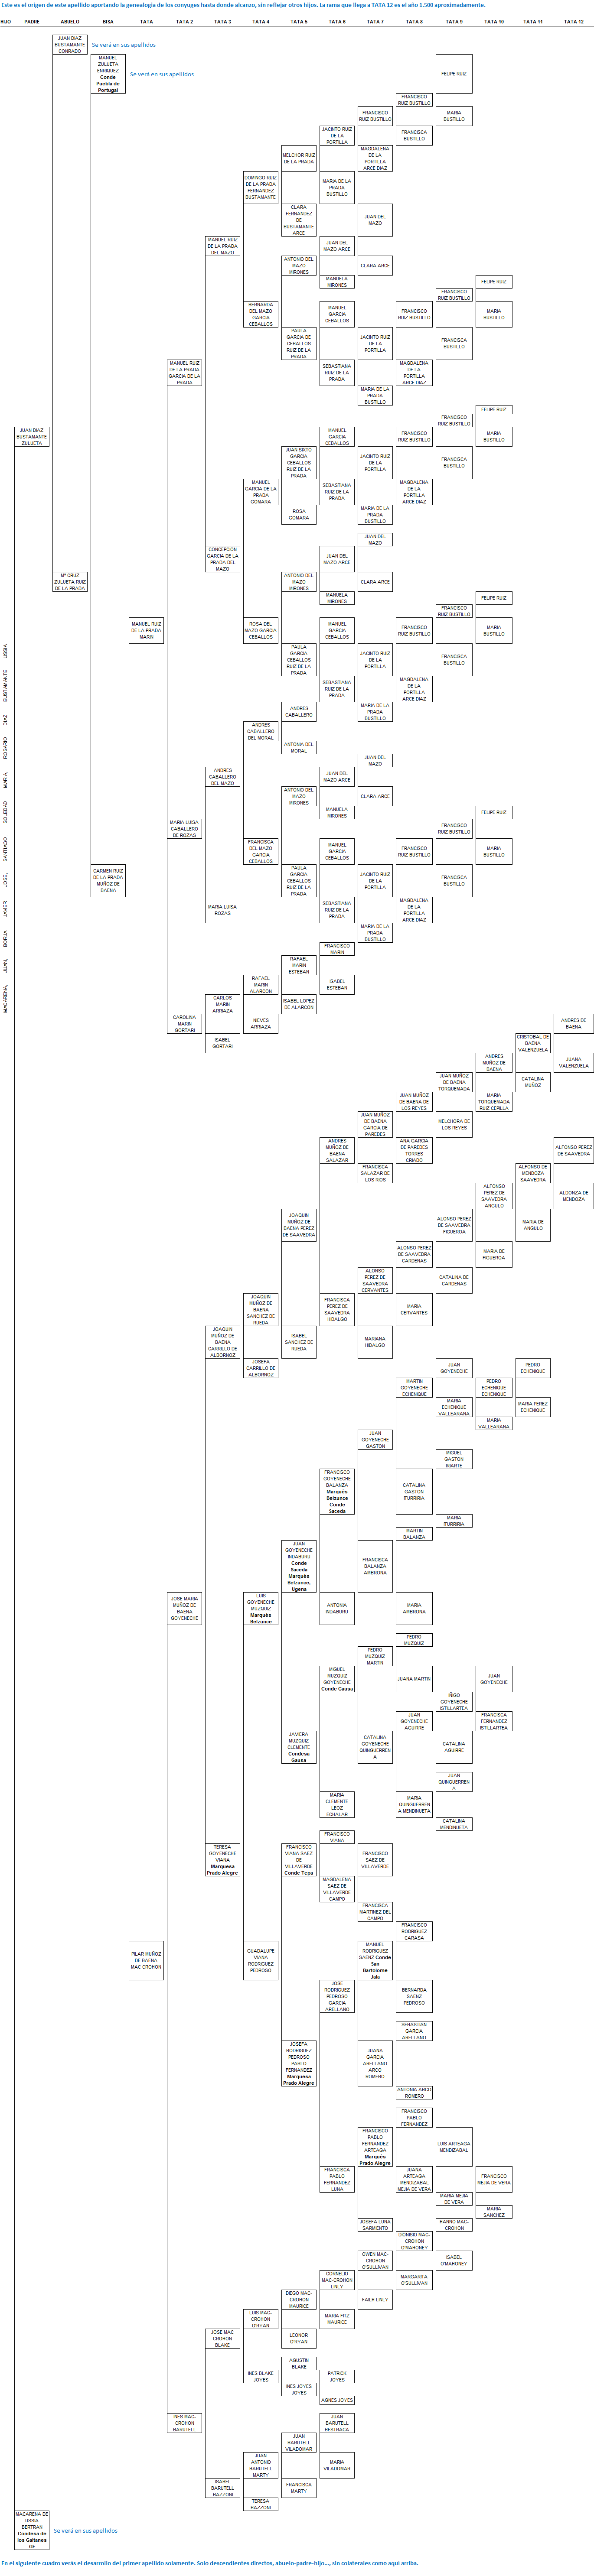 Este es el origen de este apellido aportando la genealogia de los conyuges hasta donde alcanzo, sin reflejar otros hijos. La rama que llega a TATA 12 es el año 1.500 aproximadamente.
HIJO PADRE ABUELO BISA TATA TATA 2 TATA 3 TATA 4 TATA 5 TATA 6 TATA 7 TATA 8 TATA 9 TATA 10 TATA 11 TATA 12
JUAN DIAZ BUSTAMANTE CONRADO
Se verá en sus apellidos
MANUEL ZULUETA ENRIQUEZ Conde Puebla de Portugal
Se verá en sus apellidos
FELIPE RUIZ
FRANCISCO RUIZ BUSTILLO
FRANCISCO RUIZ BUSTILLO
MARIA BUSTILLO
JACINTO RUIZ DE LA PORTILLA
FRANCISCA BUSTILLO
MELCHOR RUIZ DE LA PRADA
MAGDALENA DE LA PORTILLA ARCE DIAZ
DOMINGO RUIZ DE LA PRADA FERNANDEZ BUSTAMANTE
MARIA DE LA PRADA BUSTILLO
CLARA FERNANDEZ DE BUSTAMANTE ARCE
JUAN DEL MAZO
MANUEL RUIZ DE LA PRADA DEL MAZO
JUAN DEL MAZO ARCE
ANTONIO DEL MAZO MIRONES
CLARA ARCE
MANUELA MIRONES
FELIPE RUIZ
FRANCISCO RUIZ BUSTILLO
BERNARDA DEL MAZO GARCIA CEBALLOS
MANUEL GARCIA CEBALLOS
FRANCISCO RUIZ BUSTILLO
MARIA BUSTILLO
PAULA GARCIA DE CEBALLOS RUIZ DE LA PRADA
JACINTO RUIZ DE LA PORTILLA
FRANCISCA BUSTILLO
MANUEL RUIZ DE LA PRADA GARCIA DE LA PRADA
SEBASTIANA RUIZ DE LA PRADA
MAGDALENA DE LA PORTILLA ARCE DIAZ
MARIA DE LA PRADA BUSTILLO
FELIPE RUIZ
FRANCISCO RUIZ BUSTILLO
JUAN DIAZ BUSTAMANTE ZULUETA
MANUEL GARCIA CEBALLOS
FRANCISCO RUIZ BUSTILLO
MARIA BUSTILLO
JUAN SIXTO GARCIA CEBALLOS RUIZ DE LA PRADA
JACINTO RUIZ DE LA PORTILLA
FRANCISCA BUSTILLO
MANUEL GARCIA DE LA PRADA GOMARA
SEBASTIANA RUIZ DE LA PRADA
MAGDALENA DE LA PORTILLA ARCE DIAZ
ROSA GOMARA
MARIA DE LA PRADA BUSTILLO
JUAN DEL MAZO
CONCEPCION GARCIA DE LA PRADA DEL MAZO
JUAN DEL MAZO ARCE
Mª CRUZ ZULUETA RUIZ DE LA PRADA
ANTONIO DEL MAZO MIRONES
CLARA ARCE
MANUELA MIRONES
FELIPE RUIZ
FRANCISCO RUIZ BUSTILLO
MANUEL RUIZ DE LA PRADA MARIN
ROSA DEL MAZO GARCIA CEBALLOS
MANUEL GARCIA CEBALLOS
FRANCISCO RUIZ BUSTILLO
MARIA BUSTILLO
PAULA GARCIA CEBALLOS RUIZ DE LA PRADA
JACINTO RUIZ DE LA PORTILLA
FRANCISCA BUSTILLO
SEBASTIANA RUIZ DE LA PRADA
MAGDALENA DE LA PORTILLA ARCE DIAZ
ANDRES CABALLERO
MARIA DE LA PRADA BUSTILLO
ANDRES CABALLERO DEL MORAL
ANTONIA DEL MORAL
JUAN DEL MAZO
ANDRES CABALLERO DEL MAZO
JUAN DEL MAZO ARCE
ANTONIO DEL MAZO MIRONES
CLARA ARCE
MANUELA MIRONES
FELIPE RUIZ
MARIA LUISA CABALLERO DE ROZAS
FRANCISCO RUIZ BUSTILLO
FRANCISCA DEL MAZO GARCIA CEBALLOS
MANUEL GARCIA CEBALLOS
FRANCISCO RUIZ BUSTILLO
MARIA BUSTILLO
CARMEN RUIZ DE LA PRADA MUÑOZ DE BAENA
PAULA GARCIA CEBALLOS RUIZ DE LA PRADA
JACINTO RUIZ DE LA PORTILLA
FRANCISCA BUSTILLO
MARIA LUISA ROZAS
SEBASTIANA RUIZ DE LA PRADA
MAGDALENA DE LA PORTILLA ARCE DIAZ
MARIA DE LA PRADA BUSTILLO
MACARENA, JUAN, BORJA, JAVIER, JOSE, SANTIAGO, SOLEDAD, MARIA, ROSARIO DIAZ BUSTAMANTE USSIA
FRANCISCO MARIN
RAFAEL MARIN ESTEBAN
RAFAEL MARIN ALARCON
ISABEL ESTEBAN
CARLOS MARIN ARRIAZA
ISABEL LOPEZ DE ALARCON
CAROLINA MARIN GORTARI
NIEVES ARRIAZA
ANDRES DE BAENA
ISABEL GORTARI
CRISTOBAL DE BAENA VALENZUELA
ANDRES MUÑOZ DE BAENA
JUANA VALENZUELA
JUAN MUÑOZ DE BAENA TORQUEMADA
CATALINA MUÑOZ
JUAN MUÑOZ DE BAENA DE LOS REYES
MARIA TORQUEMADA RUIZ CEPILLA
JUAN MUÑOZ DE BAENA GARCIA DE PAREDES
MELCHORA DE LOS REYES
ANDRES MUÑOZ DE BAENA SALAZAR
ANA GARCIA DE PAREDES TORRES CRIADO
ALFONSO PEREZ DE SAAVEDRA
FRANCISCA SALAZAR DE LOS RIOS
ALFONSO DE MENDOZA SAAVEDRA
ALFONSO PEREZ DE SAAVEDRA ANGULO
ALDONZA DE MENDOZA
JOAQUIN MUÑOZ DE BAENA PEREZ DE SAAVEDRA
ALONSO PEREZ DE SAAVEDRA FIGUEROA
MARIA DE ANGULO
ALONSO PEREZ DE SAAVEDRA CARDENAS
MARIA DE FIGUEROA
ALONSO PEREZ DE SAAVEDRA CERVANTES
CATALINA DE CARDENAS
JOAQUIN MUÑOZ DE BAENA SANCHEZ DE RUEDA
FRANCISCA PEREZ DE SAAVEDRA HIDALGO
MARIA CERVANTES
JOAQUIN MUÑOZ DE BAENA CARRILLO DE ALBORNOZ
ISABEL SANCHEZ DE RUEDA
MARIANA HIDALGO
JOSEFA CARRILLO DE ALBORNOZ
JUAN GOYENECHE
PEDRO ECHENIQUE
MARTIN GOYENECHE ECHENIQUE
PEDRO ECHENIQUE ECHENIQUE
MARIA ECHENIQUE VALLEARANA
MARIA PEREZ ECHENIQUE
MARIA VALLEARANA
JUAN GOYENECHE GASTON
MIGUEL GASTON IRIARTE
FRANCISCO GOYENECHE BALANZA Marqués Belzunce Conde Saceda
CATALINA GASTON ITURRIRIA
MARIA ITURRIRIA
MARTIN BALANZA
JUAN GOYENECHE INDABURU Conde Saceda Marqués Belzunce, Ugena
FRANCISCA BALANZA AMBRONA
JOSE MARIA MUÑOZ DE BAENA GOYENECHE
LUIS GOYENECHE MUZQUIZ Marqués Belzunce
ANTONIA INDABURU
MARIA AMBRONA
PEDRO MUZQUIZ
PEDRO MUZQUIZ MARTIN
MIGUEL MUZQUIZ GOYENECHE Conde Gausa
JUANA MARTIN
JUAN GOYENECHE
IÑIGO GOYENECHE ISTILLARTEA
JUAN GOYENECHE AGUIRRE
FRANCISCA FERNANDEZ ISTILLARTEA
JAVIERA MUZQUIZ CLEMENTE Condesa Gausa
CATALINA GOYENECHE QUINGUERRENA
CATALINA AGUIRRE
JUAN QUINGUERRENA
MARIA CLEMENTE LEOZ ECHALAR
MARIA QUINGUERRENA MENDINUETA
CATALINA MENDINUETA
FRANCISCO VIANA
TERESA GOYENECHE VIANA Marquesa Prado Alegre
FRANCISCO VIANA SAEZ DE VILLAVERDE Conde Tepa
FRANCISCO SAEZ DE VILLAVERDE
MAGDALENA SAEZ DE VILLAVERDE CAMPO
FRANCISCA MARTINEZ DEL CAMPO
FRANCISCO RODRIGUEZ CARASA
PILAR MUÑOZ DE BAENA MAC CROHON
GUADALUPE VIANA RODRIGUEZ PEDROSO
MANUEL RODRIGUEZ SAENZ Conde San Bartolome Jala
JOSE RODRIGUEZ PEDROSO GARCIA ARELLANO
BERNARDA SAENZ PEDROSO
SEBASTIAN GARCIA ARELLANO
JOSEFA RODRIGUEZ PEDROSO PABLO FERNANDEZ Marquesa Prado Alegre
JUANA GARCIA ARELLANO ARCO ROMERO
ANTONIA ARCO ROMERO
FRANCISCO PABLO FERNANDEZ
FRANCISCO PABLO FERNANDEZ ARTEAGA Marqués Prado Alegre
LUIS ARTEAGA MENDIZABAL
FRANCISCA PABLO FERNANDEZ LUNA
JUANA ARTEAGA MENDIZABAL MEJIA DE VERA
FRANCISCO MEJIA DE VERA
MARIA MEJIA DE VERA
MARIA SANCHEZ
JOSEFA LUNA SARMIENTO
HANNO MAC-CROHON
DIONISIO MAC-CROHON O'MAHONEY
OWEN MAC-CROHON O'SULLIVAN
ISABEL O'MAHONEY
CORNELIO MAC-CROHON LINLY
MARGARITA O'SULLIVAN
DIEGO MAC-CROHON MAURICE
FAILH LINLY
LUIS MAC-CROHON O'RYAN
MARIA FITZ MAURICE
JOSE MAC CROHON BLAKE
LEONOR O'RYAN
AGUSTIN BLAKE
INES BLAKE JOYES
PATRICK JOYES
INES JOYES JOYES
AGNES JOYES
INES MAC-CROHON BARUTELL
JUAN BARUTELL BESTRACA
JUAN BARUTELL VILADOMAR
JUAN ANTONIO BARUTELL MARTY
MARIA VILADOMAR
ISABEL BARUTELL BAZZONI
FRANCISCA MARTY
TERESA BAZZONI
MACARENA DE USSIA BERTRAN Condesa de los Gaitanes GE
Se verá en sus apellidos
En el siguiente cuadro verás el desarrollo del primer apellido solamente. Solo descendientes directos, abuelo-padre-hijo..., sin colaterales como aquí arriba.